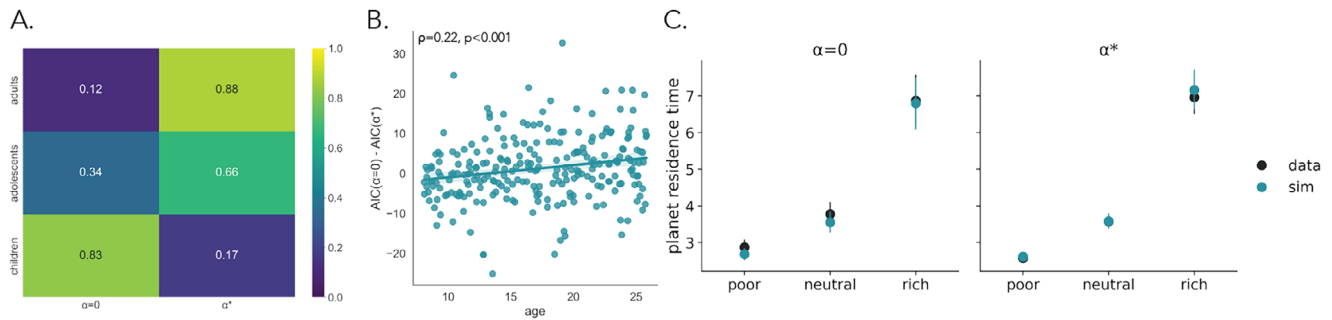 A.
adults
adolescents
children
0.12
0.88
0.34
0.66
0.83
0.17
α=0
α*
1.0
0.8
0.6
0.4
0.2
0.0
B.
ρ=0.22, p<0.001
AIC(α=0) - AIC(α*)
30
20
10
0
−10
−20
10
15
20
25
age
C.
α=0
planet residence time
7
6
5
4
3
poor
neutral
rich
α*
poor
neutral
rich
data
sim